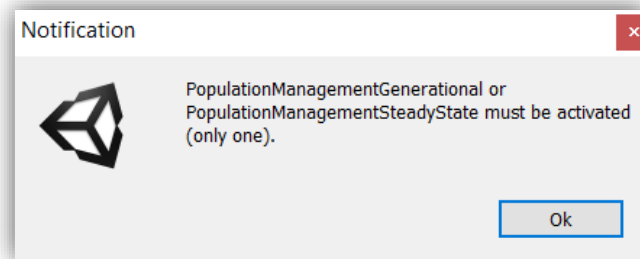 Notification
PopulationManagementGenerational or
PopulationManagementSteadyState must be activated
(only one).
Ok